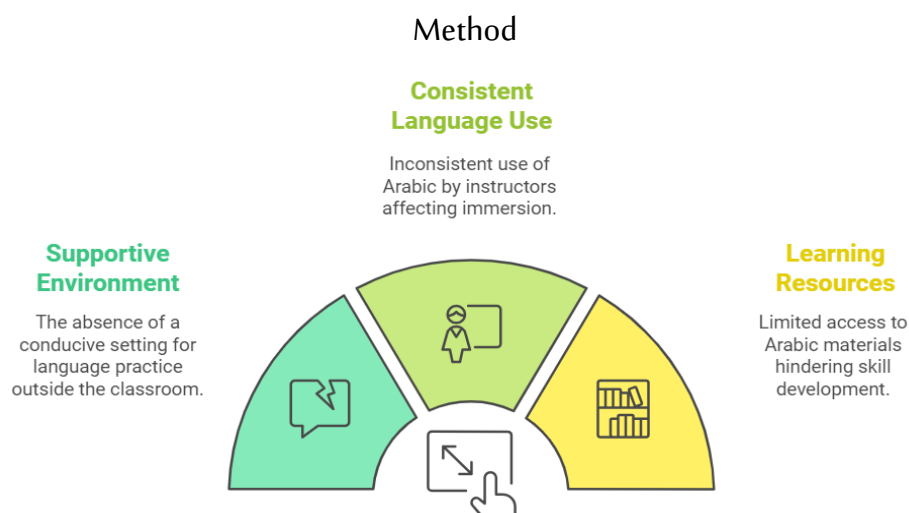 Method
Consistent
Language Use
Inconsistent use of
Arabic by instructors
affecting immersion.
Supportive
Environment
The absence of a
conducive setting for
language practice
outside the classroom.
Learning
Resources
Limited access to
Arabic materials
hindering skill
development.